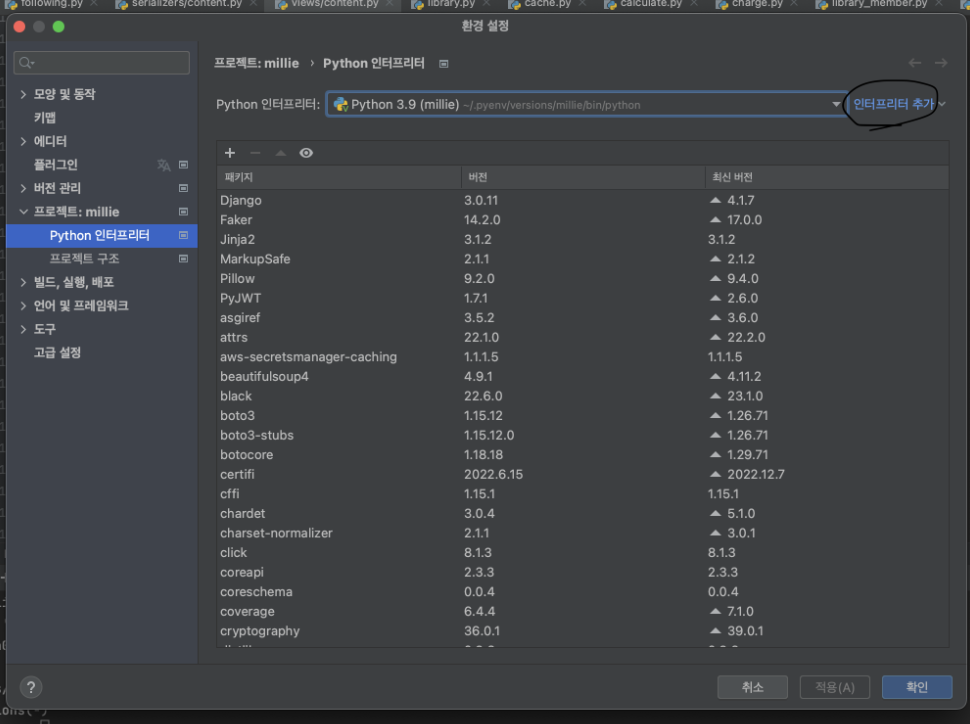 following.py serializers/content.py views/content.py library.py cache.py calculate.py charge.py library_member.py
환경 설정
프로젝트: millie › Python 인터프리터
Python 인터프리터: Python 3.9 (millie) ~/.pyenv/versions/millie/bin/python 인터프리터 추가
모양 및 동작
키맵
에디터
플러그인
버전 관리
프로젝트: millie
Python 인터프리터
프로젝트 구조
빌드, 실행, 배포
언어 및 프레임워크
도구
고급 설정
패키지 버전 최신 버전
Django 3.0.11 4.1.7
Faker 14.2.0 17.0.0
Jinja2 3.1.2 3.1.2
MarkupSafe 2.1.1 2.1.2
Pillow 9.2.0 9.4.0
PyJWT 1.7.1 2.6.0
asgiref 3.5.2 3.6.0
attrs 22.1.0 22.2.0
aws-secretsmanager-caching 1.1.1.5 1.1.1.5
beautifulsoup4 4.9.1 4.11.2
black 22.6.0 23.1.0
boto3 1.15.12 1.26.71
boto3-stubs 1.15.12.0 1.26.71
botocore 1.18.18 1.29.71
certifi 2022.6.15 2022.12.7
cffi 1.15.1 1.15.1
chardet 3.0.4 5.1.0
charset-normalizer 2.1.1 3.0.1
click 8.1.3 8.1.3
coreapi 2.3.3 2.3.3
coreschema 0.0.4 0.0.4
coverage 6.4.4 7.1.0
cryptography 36.0.1 39.0.1
? 취소 적용(A) 확인